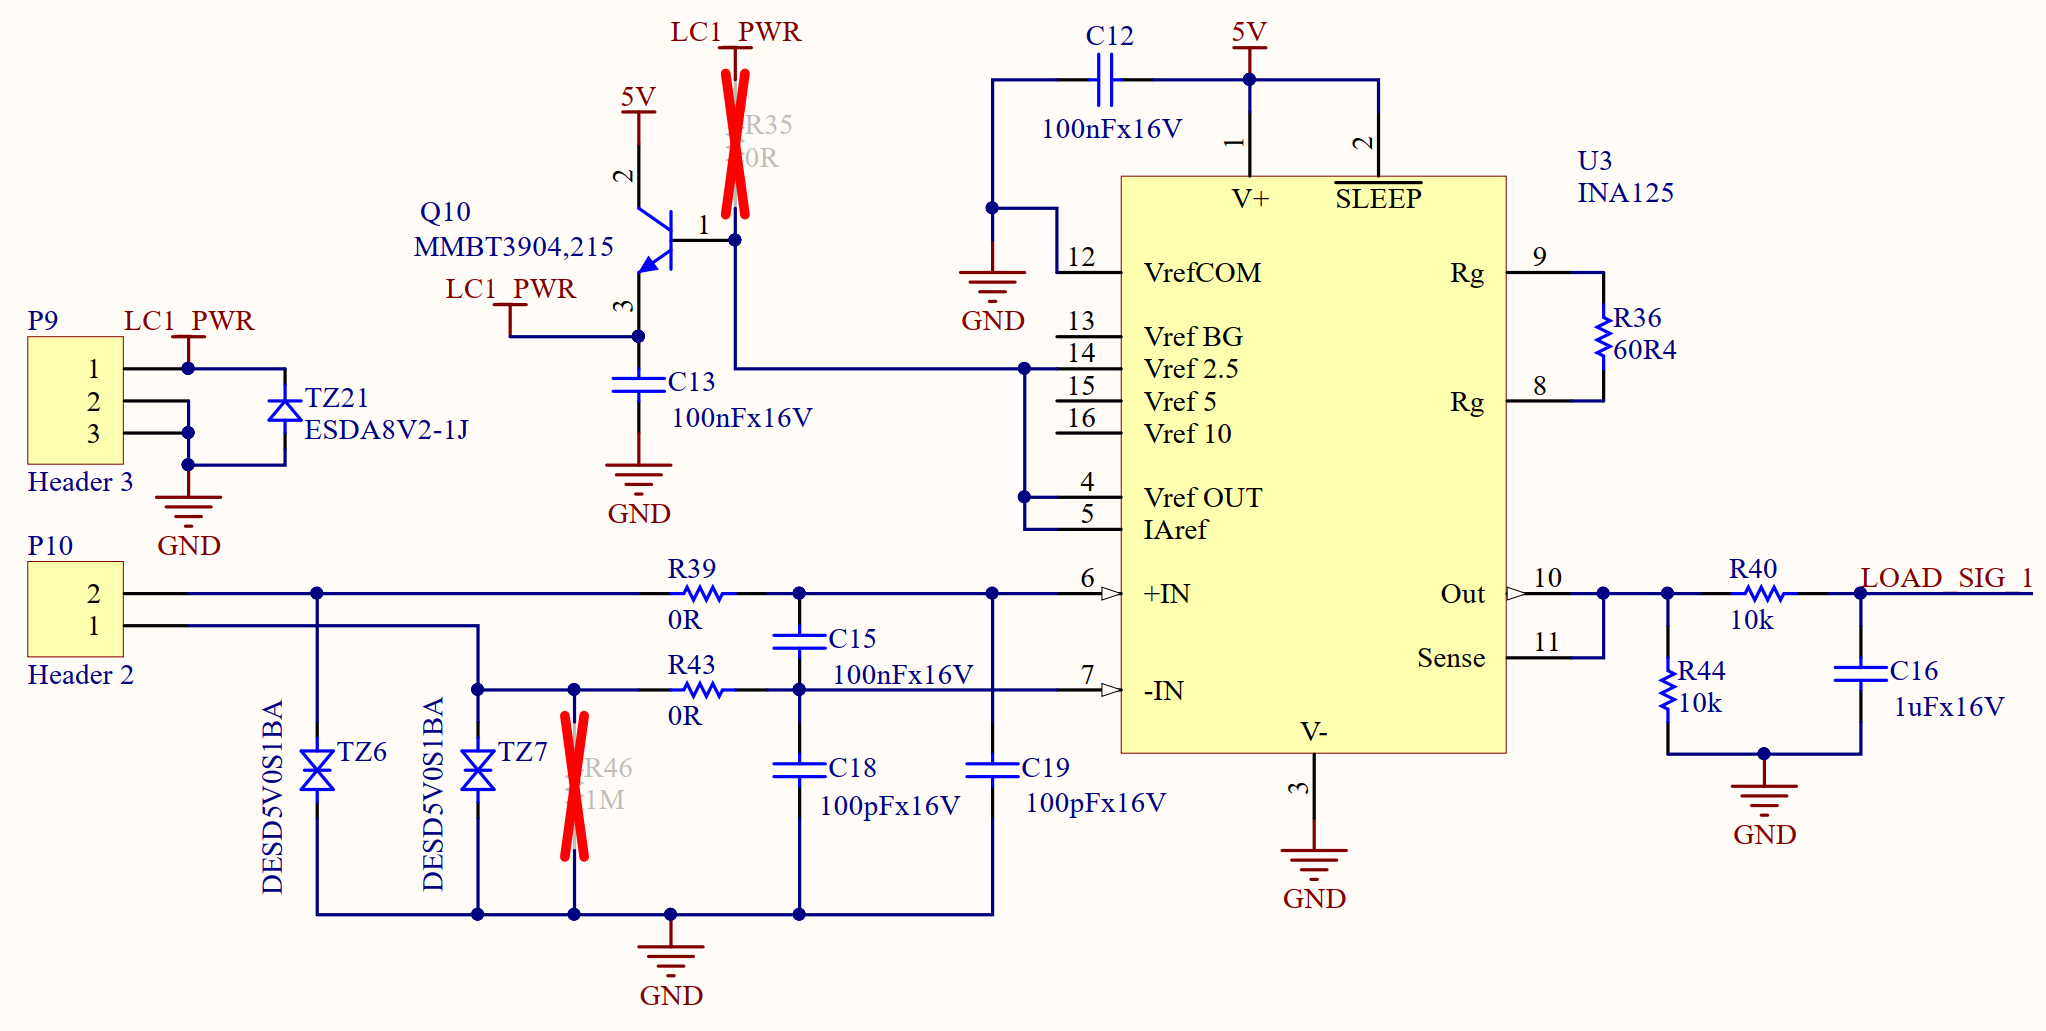 LC1_PWR
R35
0R
5V
2
Q10
MMBT3904,215
1
LC1_PWR
3
C13
100nFx16V
GND
P9
LC1_PWR
1
2
3
Header 3
TZ21
ESDA8V2-1J
GND
C12
100nFx16V
5V
1
2
U3
INA125
V+
SLEEP
GND
12
VrefCOM
13
Vref BG
14
Vref 2.5
15
Vref 5
16
Vref 10
4
Vref OUT
5
IAref
6
+IN
7
-IN
Rg
9
R36
60R4
Rg
8
Out
10
Sense
11
V-
3
GND
P10
2
1
Header 2
R39
0R
R43
0R
C15
100nFx16V
DESD5V0S1BA
TZ6
DESD5V0S1BA
TZ7
R46
1M
C18
100pFx16V
C19
100pFx16V
GND
R40
10k
LOAD_SIG_1
R44
10k
C16
1uFx16V
GND